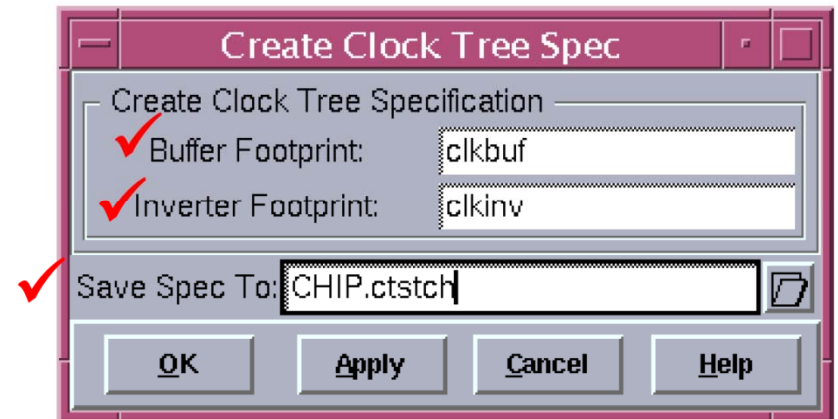 Create Clock Tree Spec
Create Clock Tree Specification
Buffer Footprint: clkbuf
Inverter Footprint: clkinv
Save Spec To: CHIP.ctstch
OK Apply Cancel Help